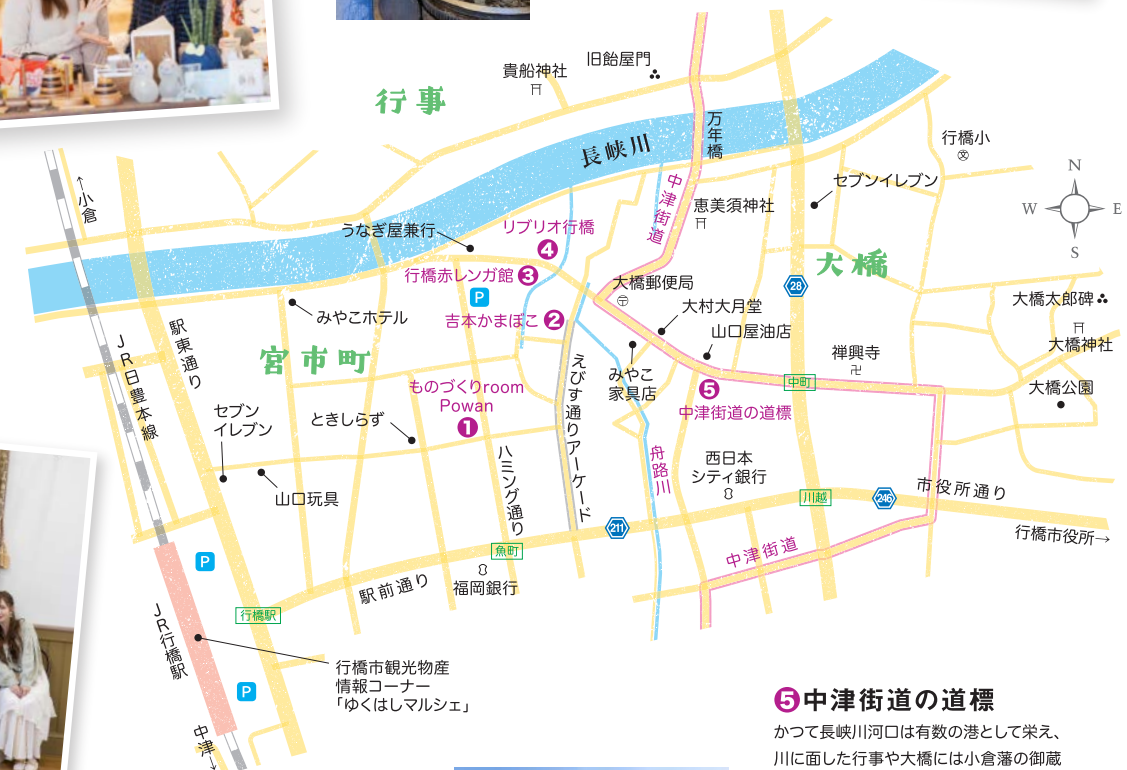 貴船神社
旧飴屋門
行事
長峡川
万年橋
行橋小
文
N
W
E
S
↑小倉
中津街道
セブンイレブン
恵美須神社
うなぎ屋兼行
リブリオ行橋
4
大橋
行橋赤レンガ館
3
P
大橋郵便局
28
大村大月堂
大橋太郎碑
みやこホテル
吉本かまぼこ
2
山口屋油店
大橋神社
駅東通り
JR日豊本線
宮市町
えびす通りアーケード
みやこ
家具店
禅興寺
卍
中町
5
中津街道の道標
大橋公園
ものづくりroom
Powan
1
セブン
イレブン
ときしらず
山口玩具
ハミング通り
舟路川
西日本
シティ銀行
川越
246
市役所通り
211
行橋市役所→
魚町
中津街道
P
福岡銀行
駅前通り
行橋駅
JR行橋駅
P
行橋市観光物産
情報コーナー
「ゆくはしマルシェ」
中津↓
5中津街道の道標
かつて長峡川河口は有数の港として栄え、
川に面した行事や大橋には小倉藩の御蔵